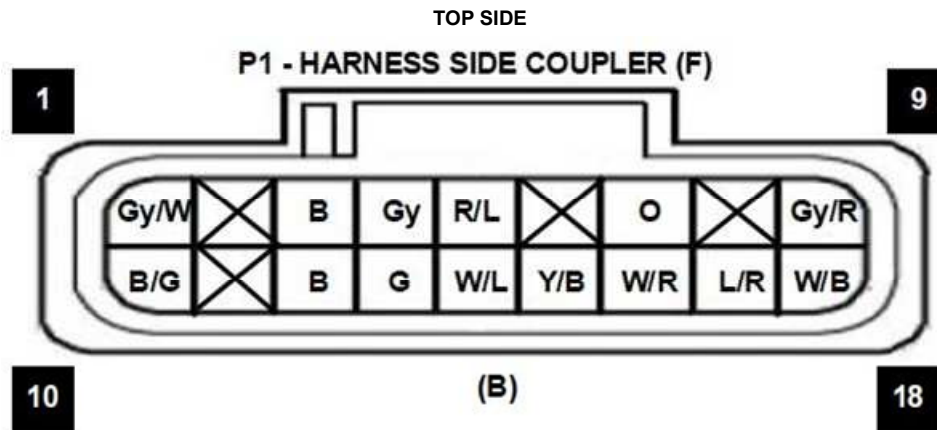 TOP SIDE
P1 - HARNESS SIDE COUPLER (F)
1 9
Gy/W B Gy R/L O Gy/R
B/G B G W/L Y/B W/R L/R W/B
10 (B) 18